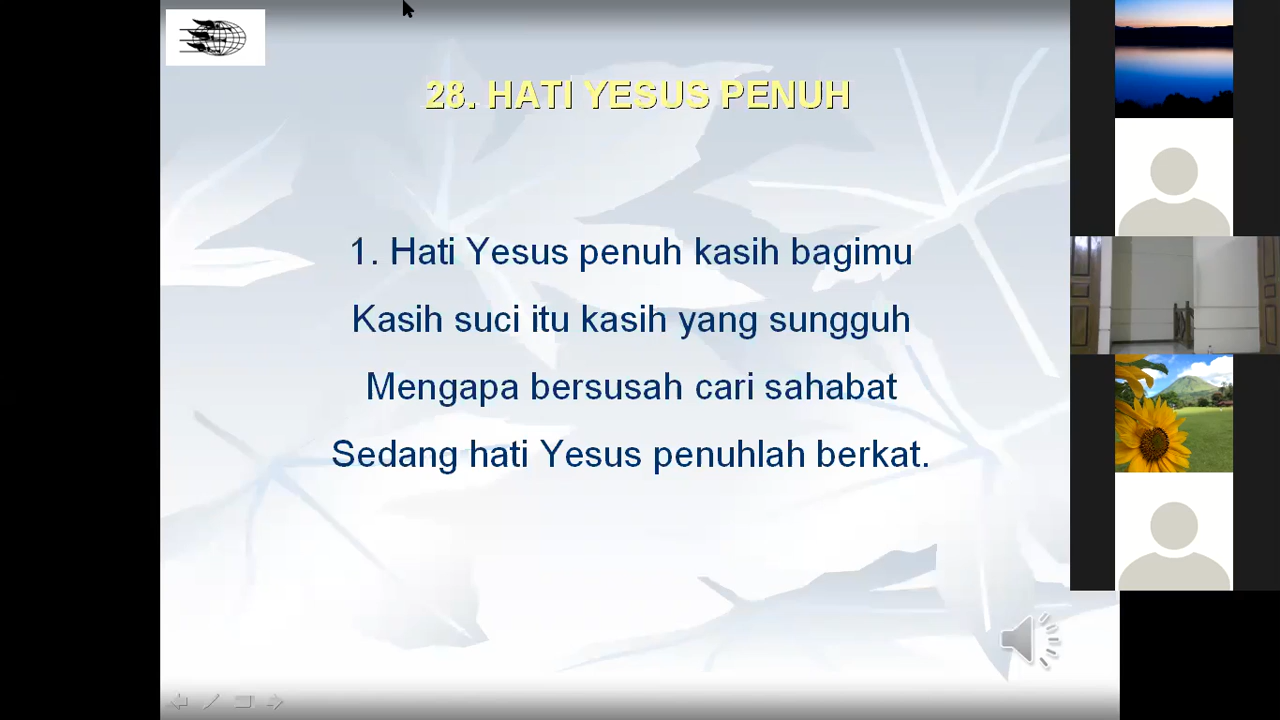 28. HATI YESUS PENUH
1. Hati Yesus penuh kasih bagimu
Kasih suci itu kasih yang sungguh
Mengapa bersusah cari sahabat
Sedang hati Yesus penuhlah berkat.